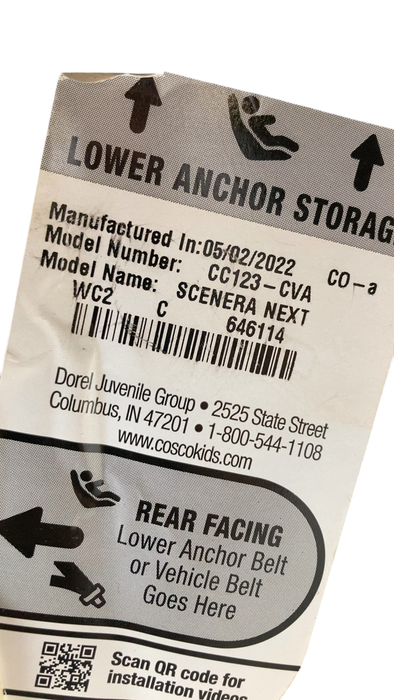 LOWER ANCHOR STORAG
Manufactured In:05/02/2022 CO-a
Model Number: CC123-CVA
Model Name: SCENERA NEXT
WC2 C 646114
Dorel Juvenile Group • 2525 State Street
Columbus, IN 47201 • 1-800-544-1108
www.coscokids.com
REAR FACING
Lower Anchor Belt
or Vehicle Belt
Goes Here
Scan QR code for
installation videos